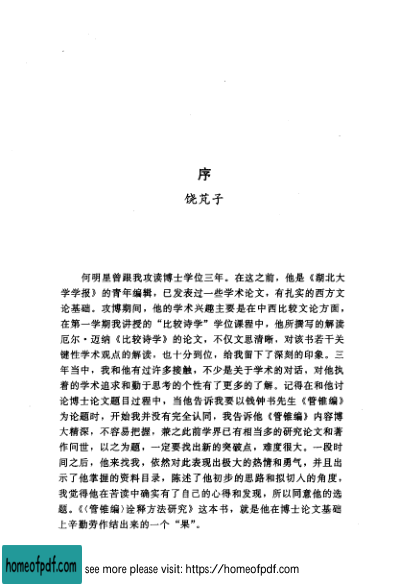 序
饶芃子
何明星曾跟我攻读博士学位三年。在这之前，他是《湖北大
学学报》的青年编辑，已发表过一些学术论文，有扎实的西方文
论基础。攻博期间，他的学术兴趣主要是在中西比较文论方面，
在第一学期我讲授的“比较诗学”学位课程中，他所撰写的解读
厄尔·迈纳《比较诗学》的论文，不仅文思清晰，对该书若干关
键性学术观点的解读，也十分到位，给我留下了深刻的印象。三
年当中，我和他有过许多接触，不少是关于学术的对话，对他执
着的学术追求和勤于思考的个性有了更多的了解。记得在和他讨
论博士论文题目过程中，当他告诉我要以钱钟书先生《管锥编》
为论题时，开始我并没有完全认同，我告诉他《管锥编》内容博
大精深，不容易把握，兼之此前学界已有相当多的研究论文和著
作问世，以之为题，一定要找出新的突破点，难度很大。一段时
间之后，他来找我，依然对此表现出极大的热情和勇气，并且出
示了他掌握的资料目录，陈述了他初步的思路和拟切入的角度，
我觉得他在苦读中确实有了自己的心得和发现，所以同意他的选
题。《〈管锥编〉诠释方法研究》这本书，就是他在博士论文基础
上辛勤劳作结出来的一个“果”。
homeofpdf.com
see more please visit: https://homeofpdf.com